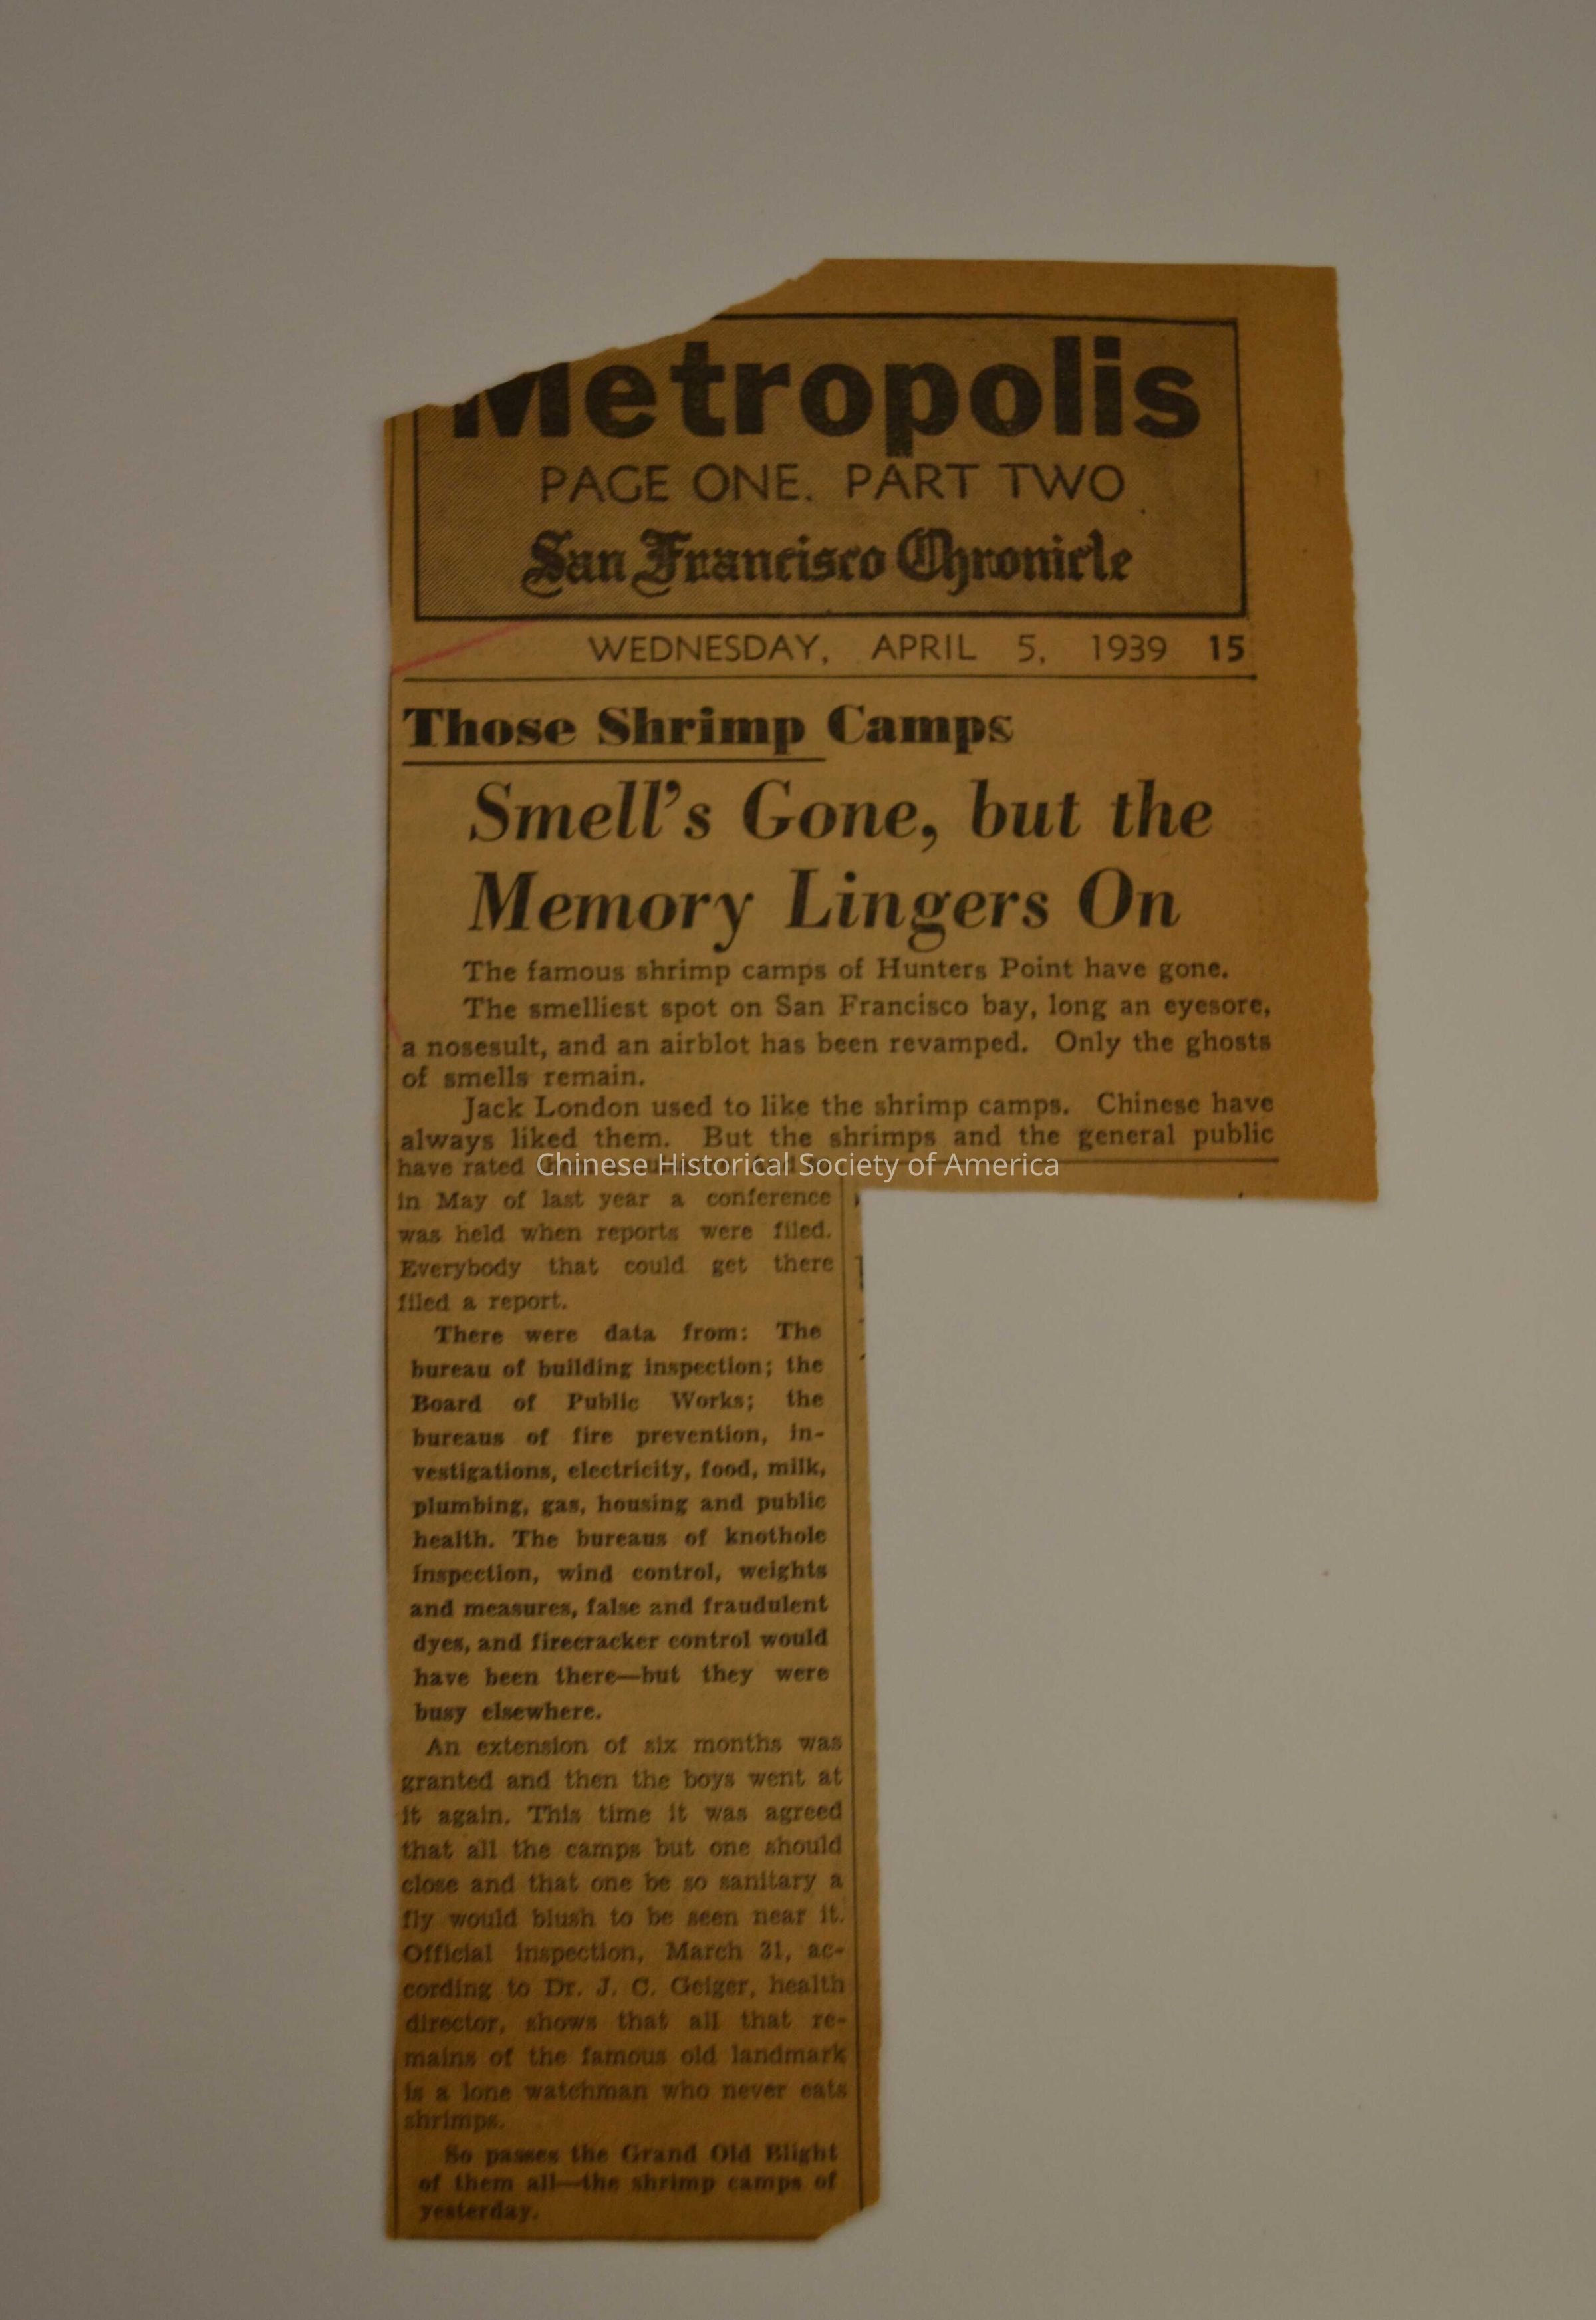 Metropolis
PAGE ONE. PART TWO
San Francisco Chronicle
WEDNESDAY, APRIL 5, 1939 15
Those Shrimp Camps
Smell's Gone, but the
Memory Lingers On
The famous shrimp camps of Hunters Point have gone.
The smelliest spot on San Francisco bay, long an eyesore,
a nosesult, and an airblot has been revamped. Only the ghosts
of smells remain.
Jack London used to like the shrimp camps. Chinese have
always liked them. But the shrimps and the general public
have rated
Chinese Historical Society of America
in May of last year a conference
was held when reports were filed.
Everybody that could get there
filed a report.
There were data from: The
bureau of building inspection; the
Board of Public Works; the
bureaus of fire prevention, in-
vestigations, electricity, food, milk,
plumbing, gas, housing and public
health. The bureaus of knothole
inspection, wind control, weights
and measures, false and fraudulent
dyes, and firecracker control would
have been there—but they were
busy elsewhere.
An extension of six months was
granted and then the boys went at
it again. This time it was agreed
that all the camps but one should
close and that one be so sanitary a
fly would blush to be seen near it.
Official inspection, March 31, ac-
cording to Dr. J. C. Geiger, health
director, shows that all that re-
mains of the famous old landmark
is a lone watchman who never eats
shrimps.
So passes the Grand Old Blight
of them all—the shrimp camps of
yesterday.